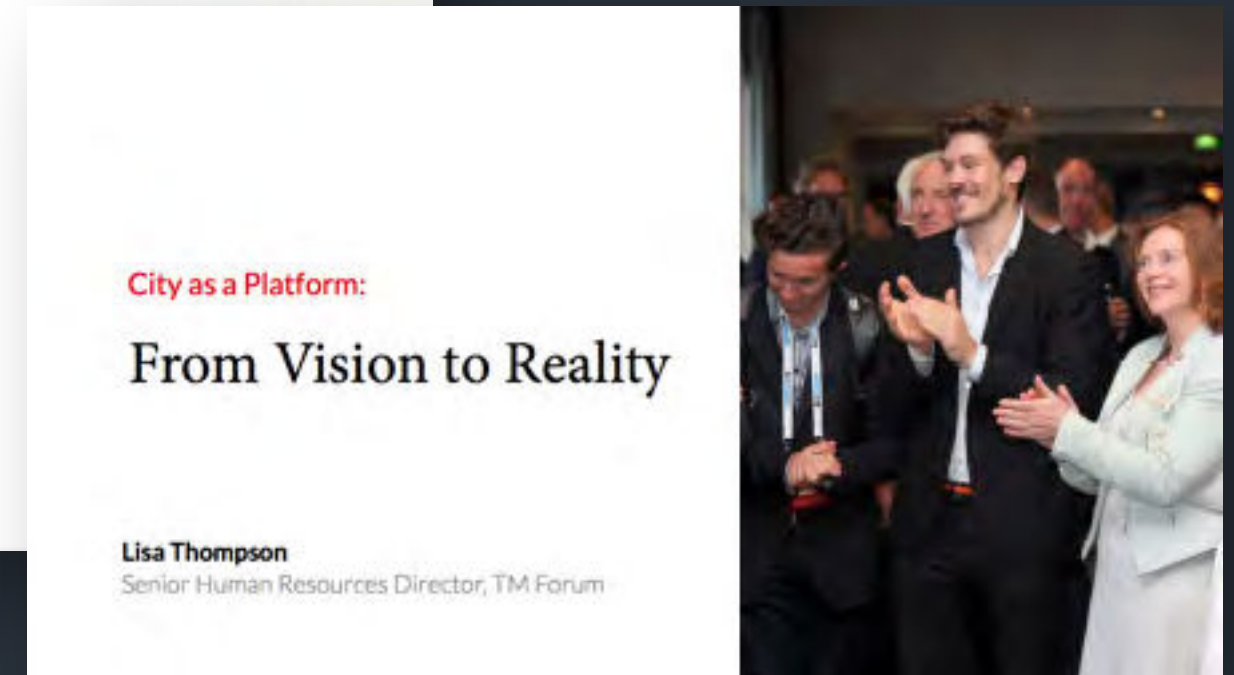 City as a Platform:
From Vision to Reality
Lisa Thompson
Senior Human Resources Director, TM Forum